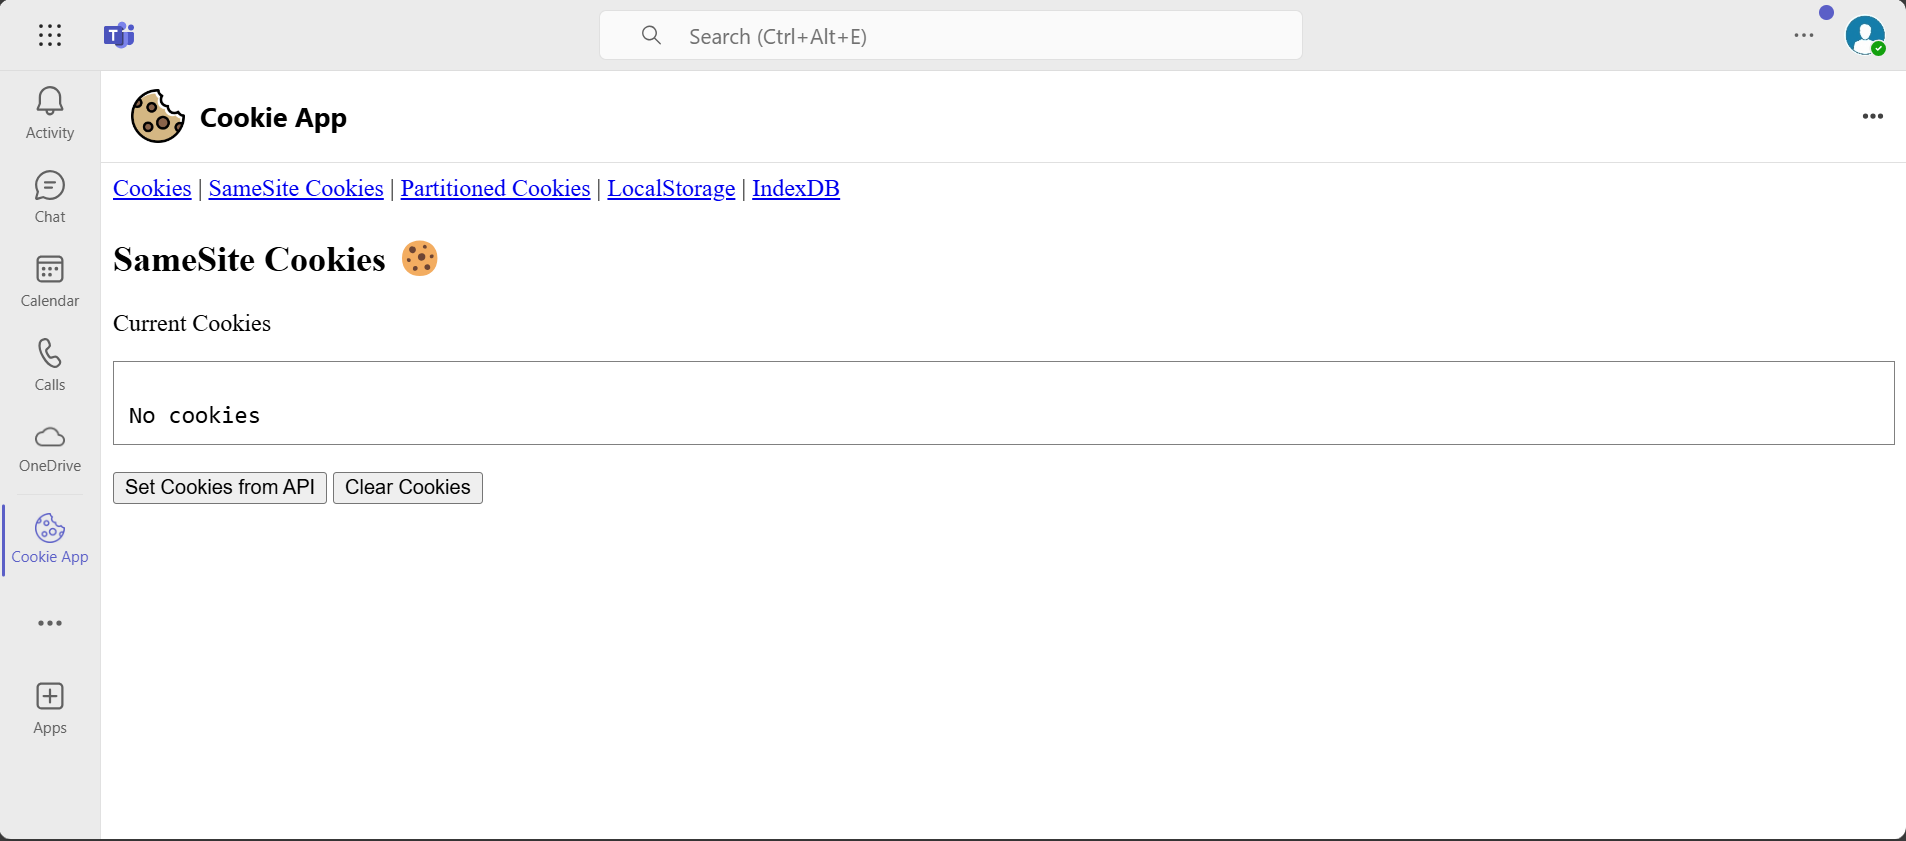 T
Search (Ctrl+Alt+E)
Activity
Chat
Calendar
Calls
OneDrive
Cookie App
Apps
Cookie App
Cookies | SameSite Cookies | Partitioned Cookies | LocalStorage | IndexDB
SameSite Cookies
Current Cookies
No cookies
Set Cookies from API Clear Cookies